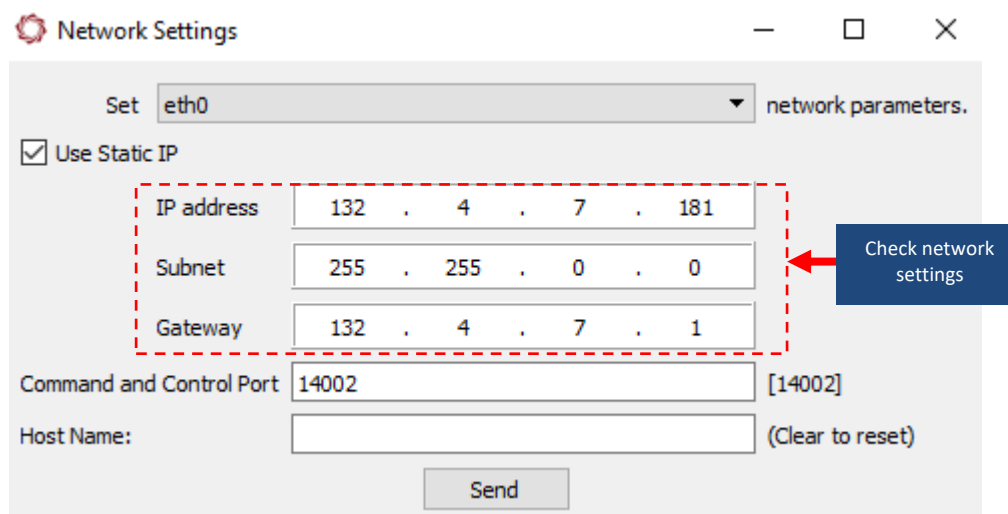 Network Settings
Set eth0 network parameters.
Use Static IP
IP address 132 . 4 . 7 . 181
Subnet 255 . 255 . 0 . 0
Gateway 132 . 4 . 7 . 1
Check network
settings
Command and Control Port 14002 [14002]
Host Name: (Clear to reset)
Send